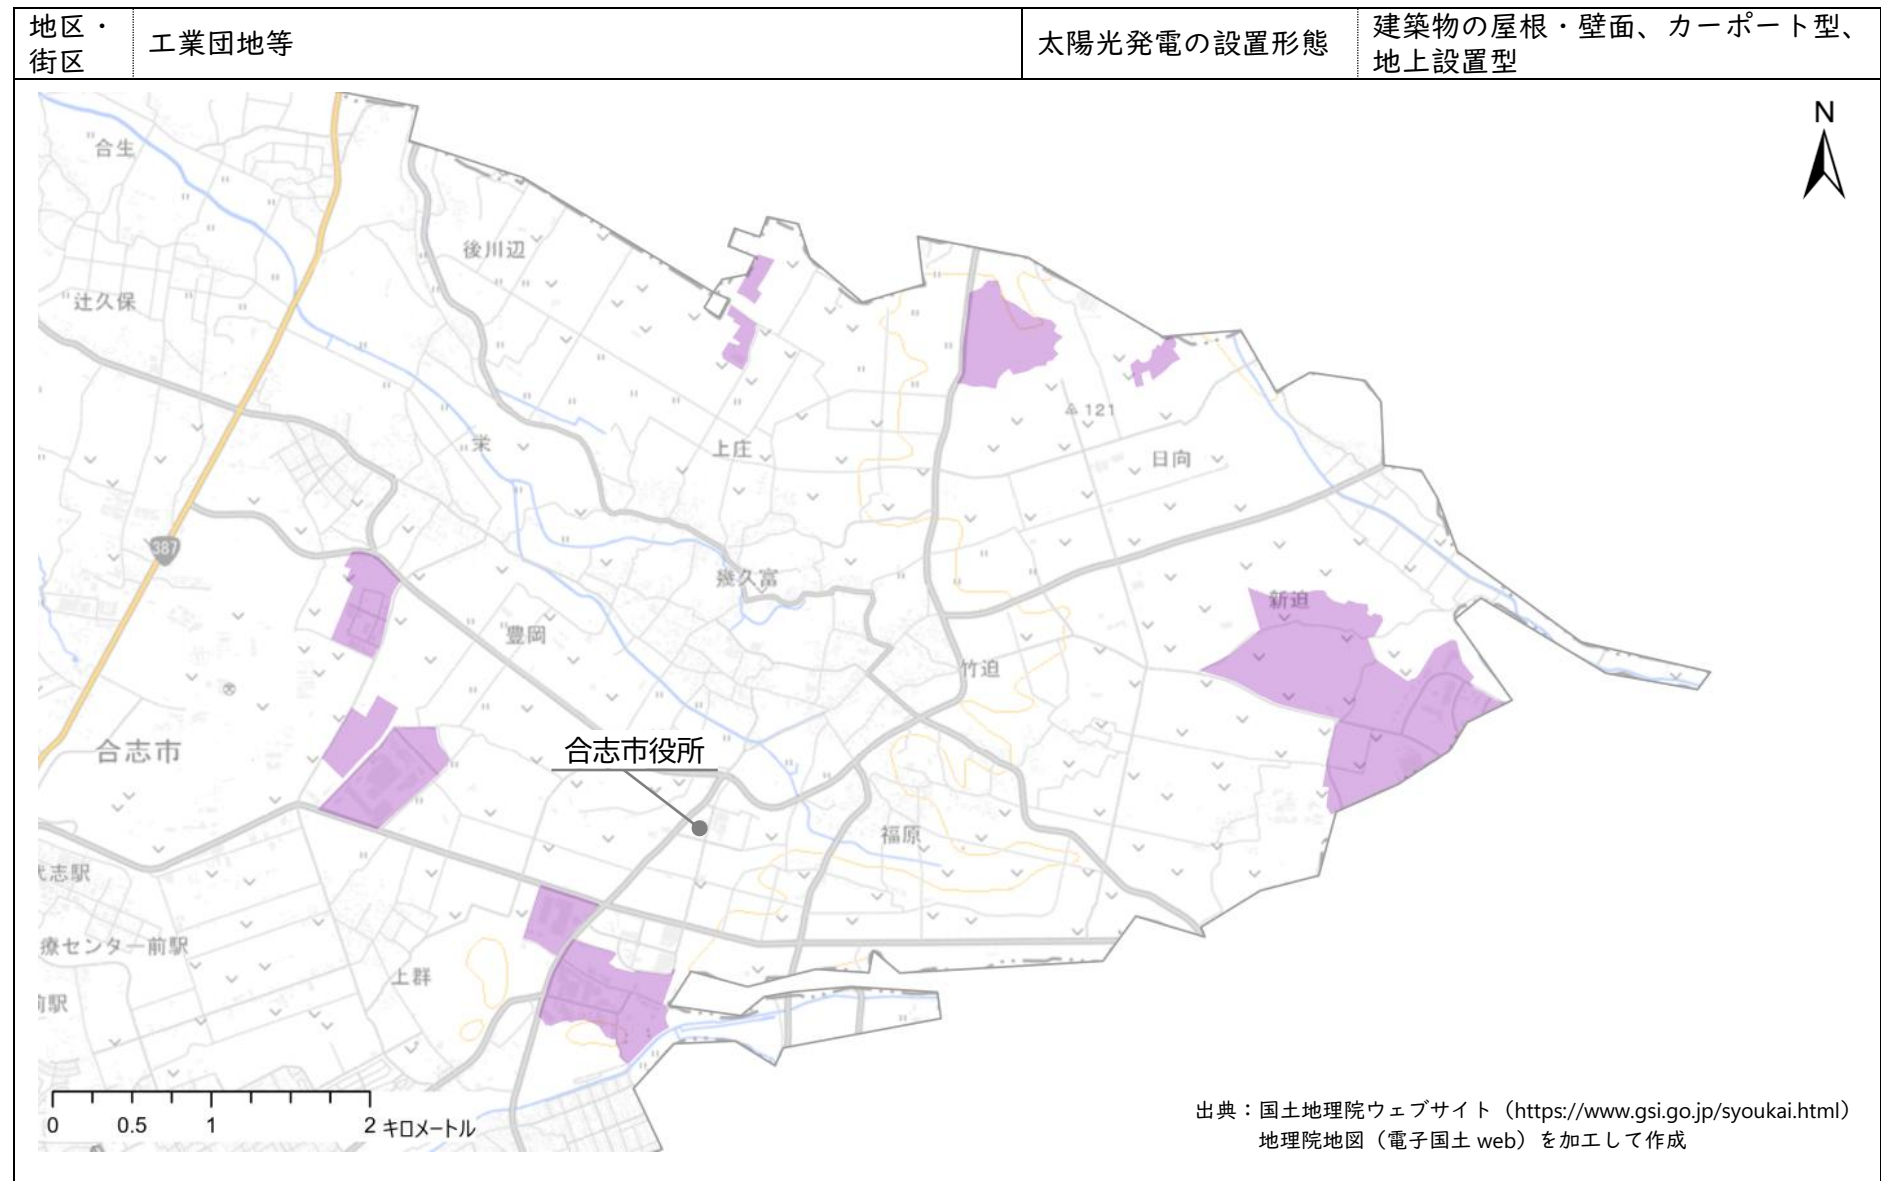 地区・
街区
工業団地等
太陽光発電の設置形態
建築物の屋根・壁面、カーポート型、
地上設置型
N
合生
後川辺
辻久保
121
栄
上庄
日向
387
幾久富
新迫
豊岡
竹迫
合志市
合志市役所
福原
志駅
療センター前駅
上群
前駅
0 0.5 1 2 キロメートル
出典：国土地理院ウェブサイト（https://www.gsi.go.jp/syoukai.html）
地理院地図（電子国土 web）を加工して作成